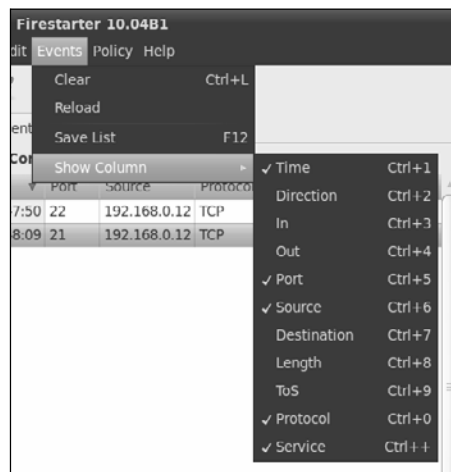 Firestarter 10.04B1
dit Events Policy Help
Clear Ctrl+L
Reload
ent
Save List F12
Cor
Show Column
Port Source Protocol
✓ Time Ctrl+1
7:50 22 192.168.0.12 TCP
8:09 21 192.168.0.12 TCP
Direction Ctrl+2
In Ctrl+3
Out Ctrl+4
✓ Port Ctrl+5
✓ Source Ctrl+6
Destination Ctrl+7
Length Ctrl+8
ToS Ctrl+9
✓ Protocol Ctrl+0
✓ Service Ctrl++